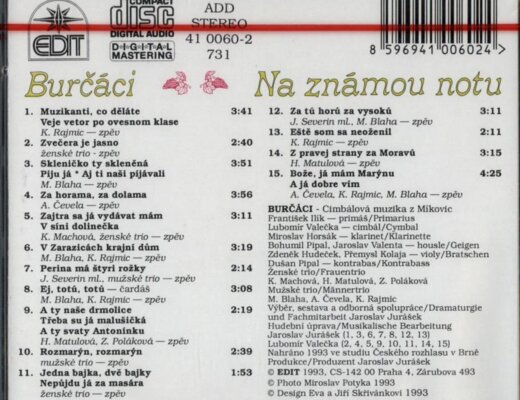 EDIT
COMPACT
disc
DIGITAL AUDIO
DIGITAL
MASTERING
ADD
STEREO
41 0060-2
731
8 596941 006024 >
Burčáci
Na známou notu
1. Muzikanti, co děláte 3:41
Veje vetor po ovesnom klase
K. Rajmic — zpěv
2. Zvečera je jasno 2:40
ženské trio - zpěv
3. Skleničko ty skleněná 5:51
Piju já * Aj ti naši pijávali
M. Blaha — zpěv
4. Za horama, za dolama 2:56
A. Čevela — zpěv
5. Zajtra sa já vydávat mám 3:11
V síni dolinečka
K. Machová, ženské trio — zpěv
6. V Zarazicách krajní dům 3:19
M. Blaha, K. Rajmic — zpěv
7. Perina má štyri rožky 2:14
J. Severin ml., mužské trio — zpěv
8. Ej, totú, totú — čardáš 3:08
M. Blaha, K. Rajmic — zpěv
9. A ty naše drmolice 2:19
Třeba su já malušičká
A ty svaty Antonínku
H. Matulová, Z. Poláková — zpěv
10. Rozmarýn, rozmarýn 2:39
mužské trio — zpěv
11. Jedna bajka, dvě bajky 1:53
Nepůjdu já za masára
ženské trio — zpěv
12. Za tú horú za vysokú 3:11
J. Severin ml., M. Blaha — zpěv
13. Eště som sa neoženil 2:11
K. Rajmic — zpěv
14. Z pravej strany za Moravú 3:15
H. Matulová — zpěv
15. Bože, já mám Marýnu 4:25
A já dobre vím
A. Čevela, K. Rajmic, M. Blaha — zpěv
BURČÁCI - Cimbálová muzika z Míkovic
František Ilík — primáš/Primarius
Lubomír Valečka — cimbál/Cymbal
Miroslav Horsák — klarinet/Klarinette
Bohumil Pipal, Jaroslav Valenta — housle/Geigen
Zdeněk Hudeček, Přemysl Kolaja — violy/Bratschen
Dušan Pipal — kontrabas/Kontrabass
Ženské trio/Frauentrio
K. Machová, H. Matulová, Z. Poláková
Mužské trio/Männertrio
M. Blaha, A. Čevela, K. Rajmic
Výběr, sestava a odborná spolupráce/Dramaturgie
und Fachmitarbeit Jaroslav Jurášek
Hudební úprava/Musikalische Bearbeitung
Jaroslav Jurášek (1, 3, 6, 7, 8, 12, 13)
Lubomír Valečka (2, 4, 5, 9, 10, 11, 14, 15)
Nahráno 1993 ve studiu Českého rozhlasu v Brně
Produkce/Produzent Jaroslav Jurášek
© EDIT 1993, CS-142 00 Praha 4, Zárubova 493
© Photo Miroslav Potyka 1993
© Design Eva a Jiří Skřivánkovi 1993